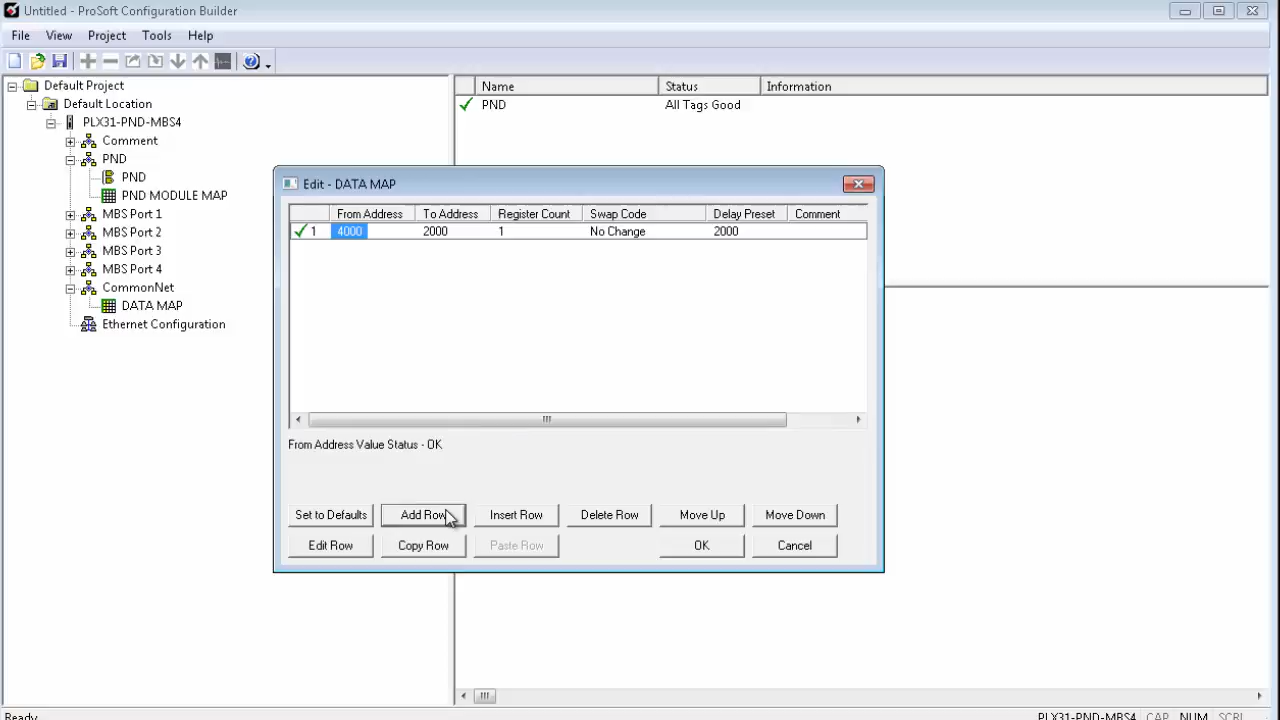 Untitled - ProSoft Configuration Builder
File View Project Tools Help
Default Project
Default Location
PLX31-PND-MBS4
Comment
PND
PND
PND MODULE MAP
MBS Port 1
MBS Port 2
MBS Port 3
MBS Port 4
CommonNet
DATA MAP
Ethernet Configuration
Name Status Information
PND All Tags Good
Edit - DATA MAP
From Address To Address Register Count Swap Code Delay Preset Comment
1 4000 2000 1 No Change 2000
From Address Value Status - OK
Set to Defaults Add Row Insert Row Delete Row Move Up Move Down
Edit Row Copy Row Paste Row OK Cancel
Ready PLX31-PND-MBS4 CAP NUM SCRL